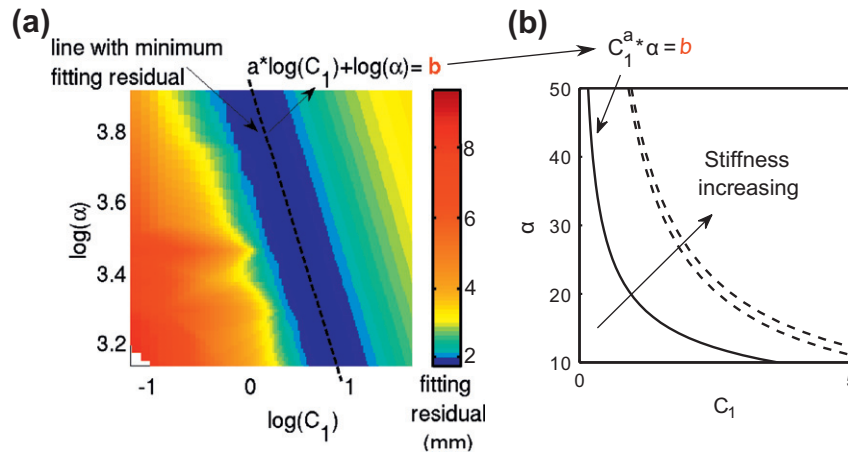 (a)
line with minimum
fitting residual
a*log(C₁)+log(α)= b
log(α)
3.8
3.6
3.4
3.2
-1 0 1
log(C₁)
8
6
4
2
fitting
residual
(mm)
(b)
C₁ᵃ*α = b
Stiffness
increasing
α
50
40
30
20
10
0 5
C₁